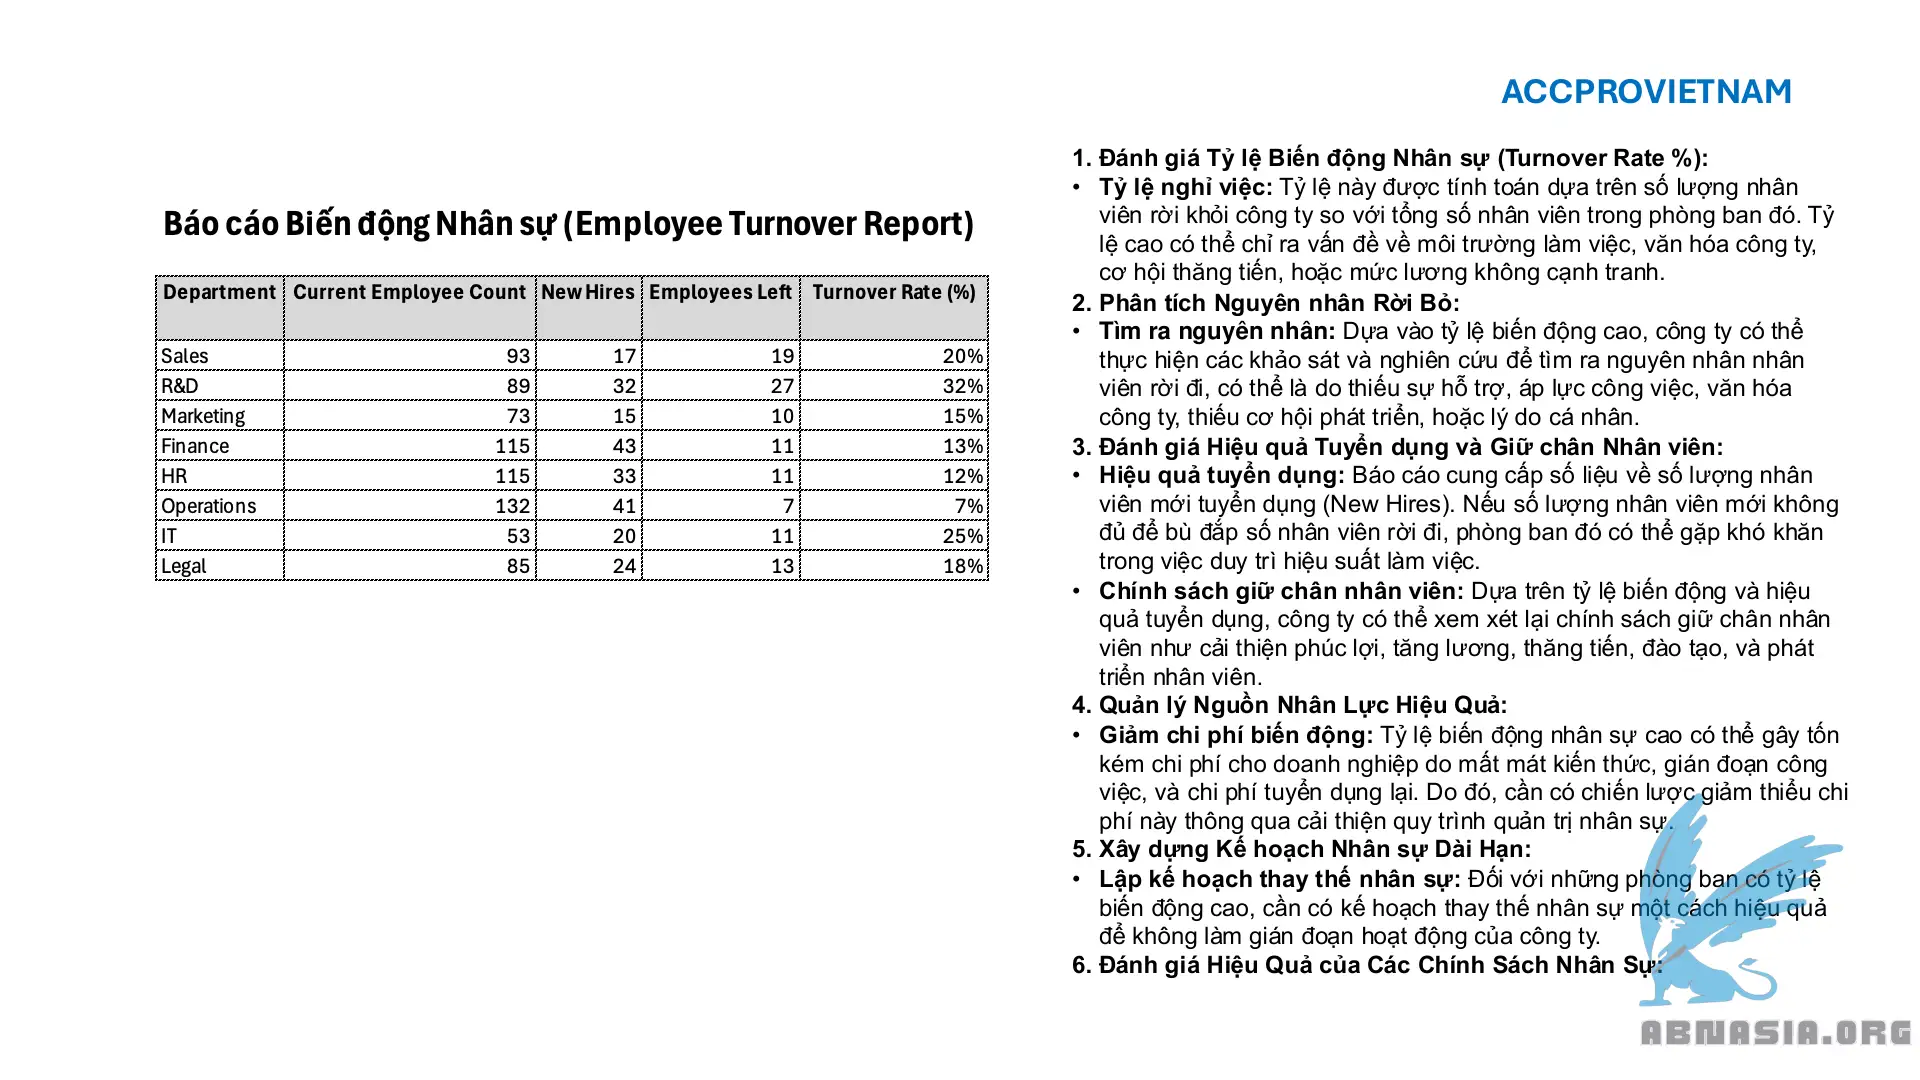 ACCPROVIETNAM
Báo cáo Biến động Nhân sự (Employee Turnover Report)
Department Current Employee Count New Hires Employees Left Turnover Rate (%)
Sales 93 17 19 20%
R&D 89 32 27 32%
Marketing 73 15 10 15%
Finance 115 43 11 13%
HR 115 33 11 12%
Operations 132 41 7 7%
IT 53 20 11 25%
Legal 85 24 13 18%
1. Đánh giá Tỷ lệ Biến động Nhân sự (Turnover Rate %):
• Tỷ lệ nghỉ việc: Tỷ lệ này được tính toán dựa trên số lượng nhân
viên rời khỏi công ty so với tổng số nhân viên trong phòng ban đó. Tỷ
lệ cao có thể chỉ ra vấn đề về môi trường làm việc, văn hóa công ty,
cơ hội thăng tiến, hoặc mức lương không cạnh tranh.
2. Phân tích Nguyên nhân Rời Bỏ:
• Tìm ra nguyên nhân: Dựa vào tỷ lệ biến động cao, công ty có thể
thực hiện các khảo sát và nghiên cứu để tìm ra nguyên nhân nhân
viên rời đi, có thể là do thiếu sự hỗ trợ, áp lực công việc, văn hóa
công ty, thiếu cơ hội phát triển, hoặc lý do cá nhân.
3. Đánh giá Hiệu quả Tuyển dụng và Giữ chân Nhân viên:
• Hiệu quả tuyển dụng: Báo cáo cung cấp số liệu về số lượng nhân
viên mới tuyển dụng (New Hires). Nếu số lượng nhân viên mới không
đủ để bù đắp số nhân viên rời đi, phòng ban đó có thể gặp khó khăn
trong việc duy trì hiệu suất làm việc.
• Chính sách giữ chân nhân viên: Dựa trên tỷ lệ biến động và hiệu
quả tuyển dụng, công ty có thể xem xét lại chính sách giữ chân nhân
viên như cải thiện phúc lợi, tăng lương, thăng tiến, đào tạo, và phát
triển nhân viên.
4. Quản lý Nguồn Nhân Lực Hiệu Quả:
• Giảm chi phí biến động: Tỷ lệ biến động nhân sự cao có thể gây tốn
kém chi phí cho doanh nghiệp do mất mát kiến thức, gián đoạn công
việc, và chi phí tuyển dụng lại. Do đó, cần có chiến lược giảm thiểu chi
phí này thông qua cải thiện quy trình quản trị nhân sự.
5. Xây dựng Kế hoạch Nhân sự Dài Hạn:
• Lập kế hoạch thay thế nhân sự: Đối với những phòng ban có tỷ lệ
biến động cao, cần có kế hoạch thay thế nhân sự một cách hiệu quả
để không làm gián đoạn hoạt động của công ty.
6. Đánh giá Hiệu Quả của Các Chính Sách Nhân Sự:
ABNASIA.ORG